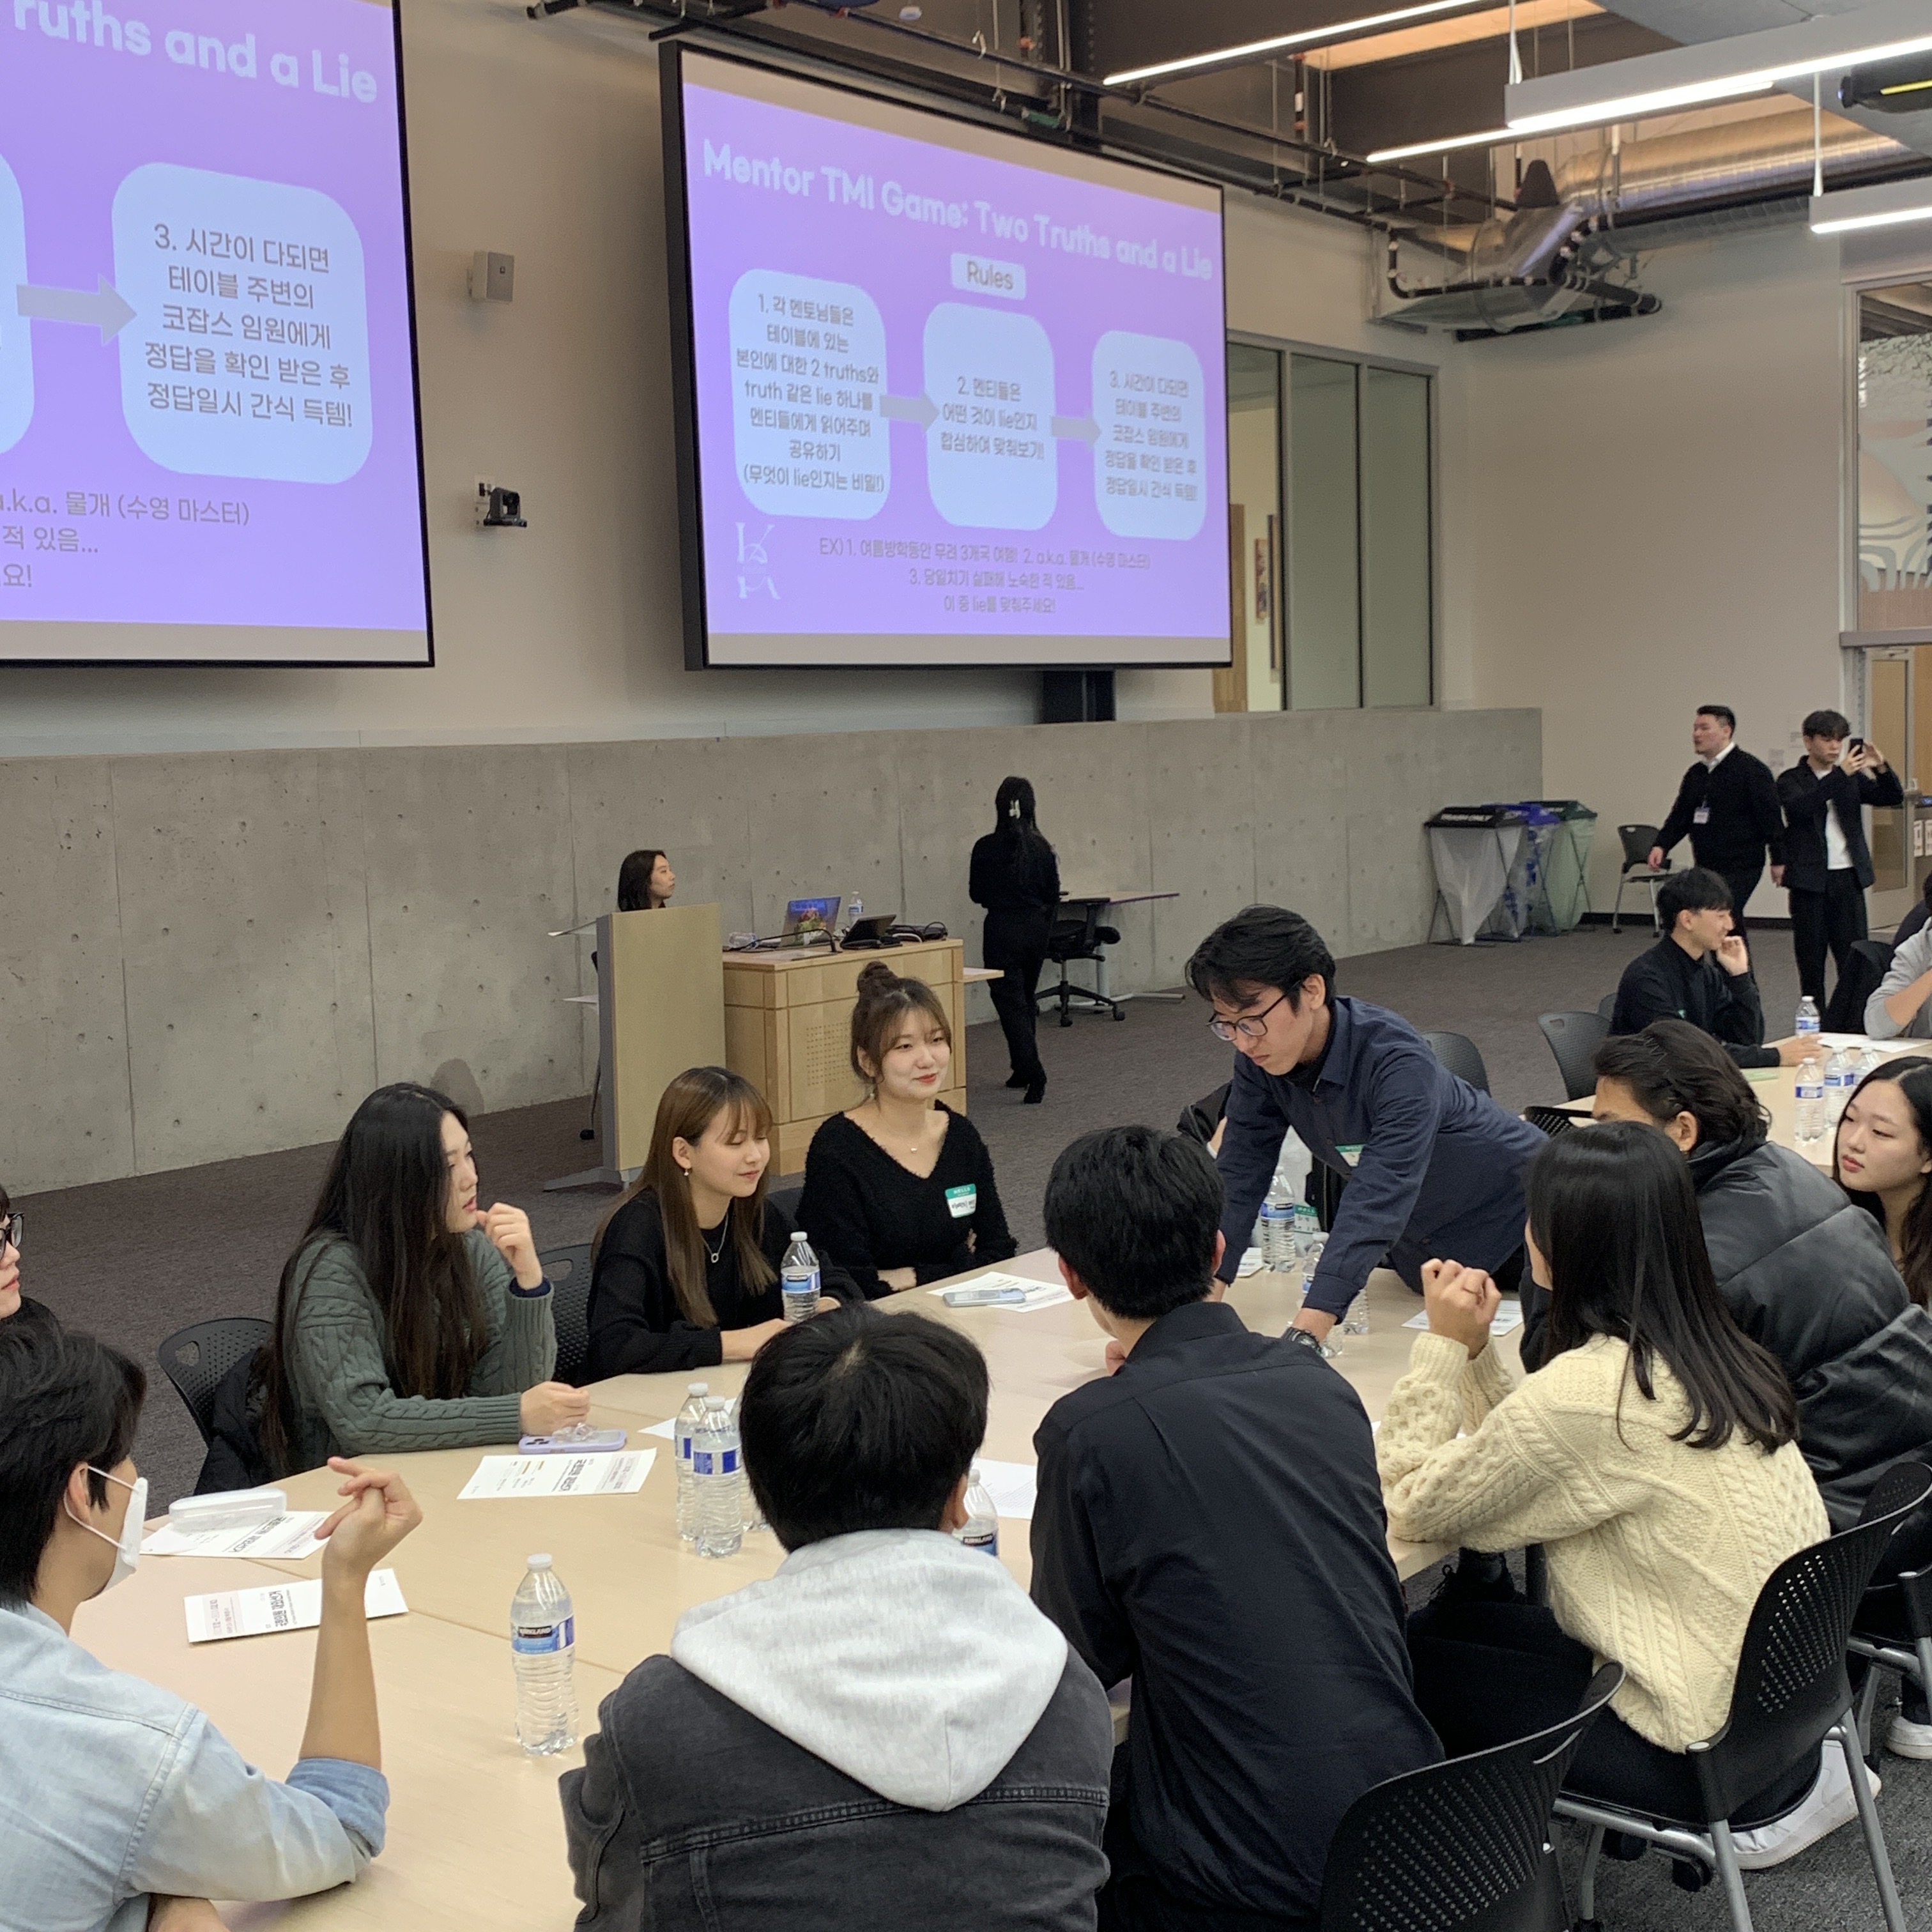 ruths and a Lie
3. 시간이 다되면
테이블 주변의
코잡스 임원에게
정답을 확인 받은 후
정답일시 간식 득템!
a.k.a. 물개 (수영 마스터)
적 있음...
요!
Mentor TMI Game: Two Truths and a Lie
Rules
1. 각 멘토님들은
테이블에 있는
본인에 대한 2 truths와
truth 같은 lie 하나를
멘티들에게 읽어주며
공유하기
(무엇이 lie인지는 비밀!)
2. 멘티들은
어떤 것이 lie인지
합심하여 맞춰보기!
3. 시간이 다되면
테이블 주변의
코잡스 임원에게
정답을 확인 받은 후
정답일시 간식 득템!
EX) 1. 여름방학동안 무려 3개국 여행! 2. a.k.a. 물개 (수영 마스터)
3. 당일치기 실패해 노숙한 적 있음...
이 중 lie를 맞춰주세요!
HELLO
KIRKLAND
KIRKLAND